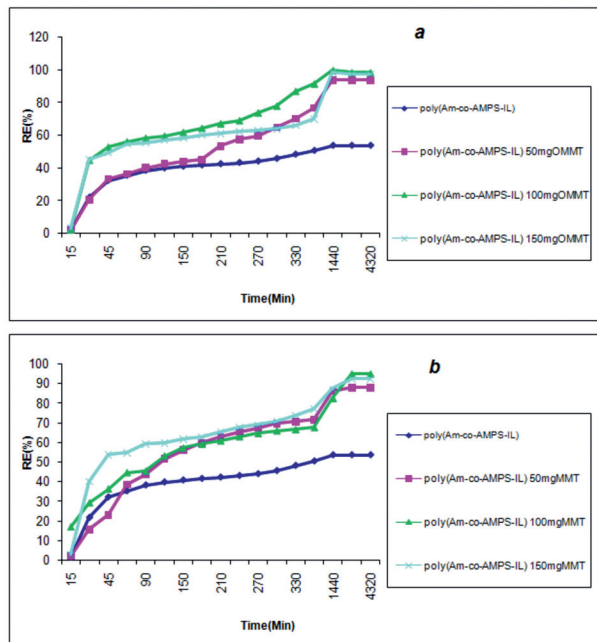 a
120
100
80
60
40
20
0
RE(%)
15
45
90
150
210
270
330
1440
4320
Time(Min)
poly(Am-co-AMPS-IL)
poly(Am-co-AMPS-IL) 50mgOMMT
poly(Am-co-AMPS-IL) 100mgOMMT
poly(Am-co-AMPS-IL) 150mgOMMT
b
100
90
80
70
60
50
40
30
20
10
0
RE(%)
15
45
90
150
210
270
330
1440
4320
Time(Min)
poly(Am-co-AMPS-IL)
poly(Am-co-AMPS-IL) 50mgMMT
poly(Am-co-AMPS-IL) 100mgMMT
poly(Am-co-AMPS-IL) 150mgMMT